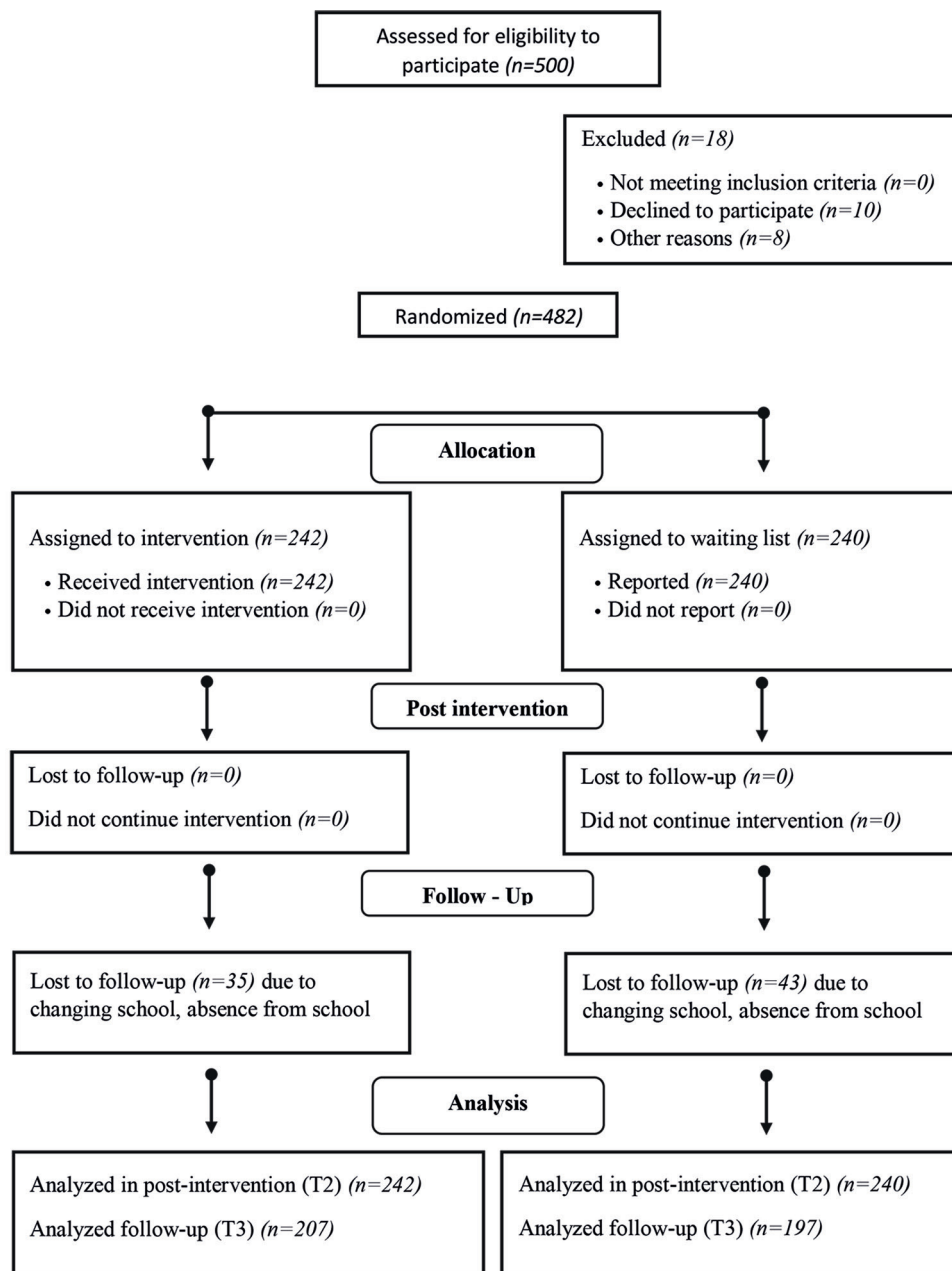 Assessed for eligibility to
participate (n=500)
Excluded (n=18)
• Not meeting inclusion criteria (n=0)
• Declined to participate (n=10)
• Other reasons (n=8)
Randomized (n=482)
Allocation
Assigned to intervention (n=242)
• Received intervention (n=242)
• Did not receive intervention (n=0)
Assigned to waiting list (n=240)
• Reported (n=240)
• Did not report (n=0)
Post intervention
Lost to follow-up (n=0)
Did not continue intervention (n=0)
Lost to follow-up (n=0)
Did not continue intervention (n=0)
Follow - Up
Lost to follow-up (n=35) due to
changing school, absence from school
Lost to follow-up (n=43) due to
changing school, absence from school
Analysis
Analyzed in post-intervention (T2) (n=242)
Analyzed follow-up (T3) (n=207)
Analyzed in post-intervention (T2) (n=240)
Analyzed follow-up (T3) (n=197)